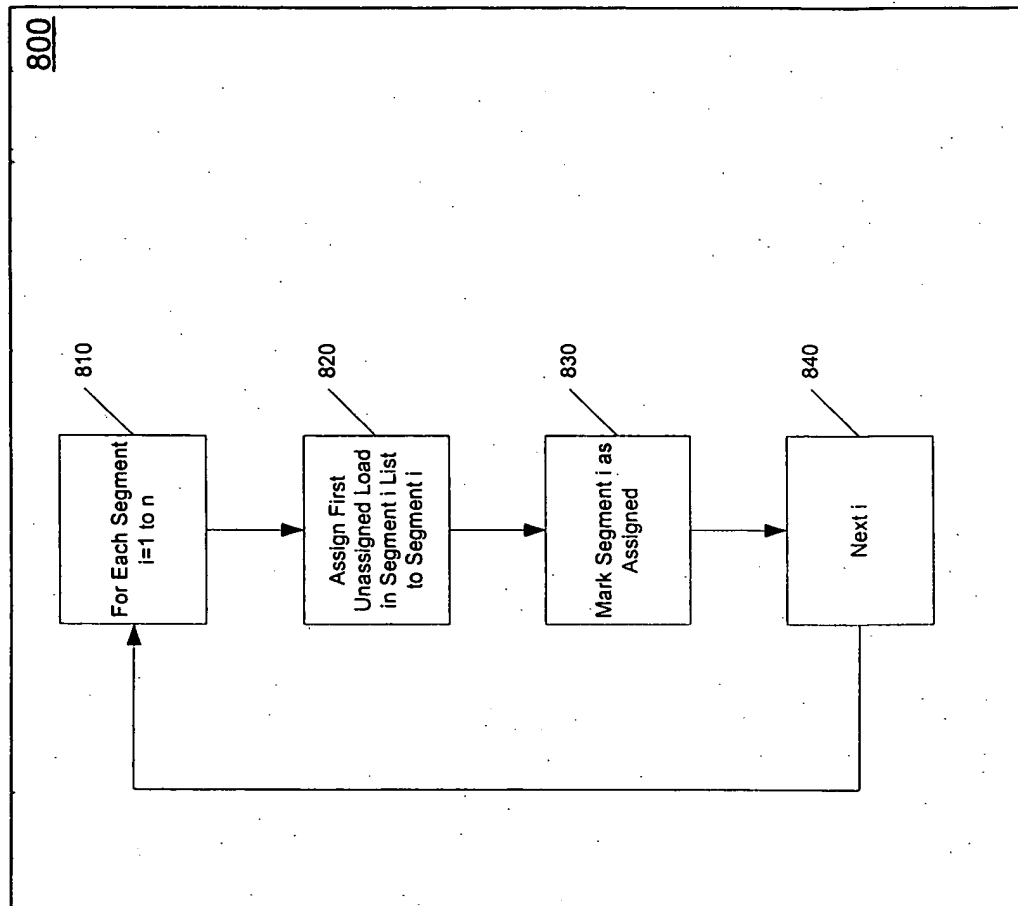 800
810
For Each Segment
i=1 to n
820
Assign First
Unassigned Load
in Segment i List
to Segment i
830
Mark Segment i as
Assigned
840
Next i